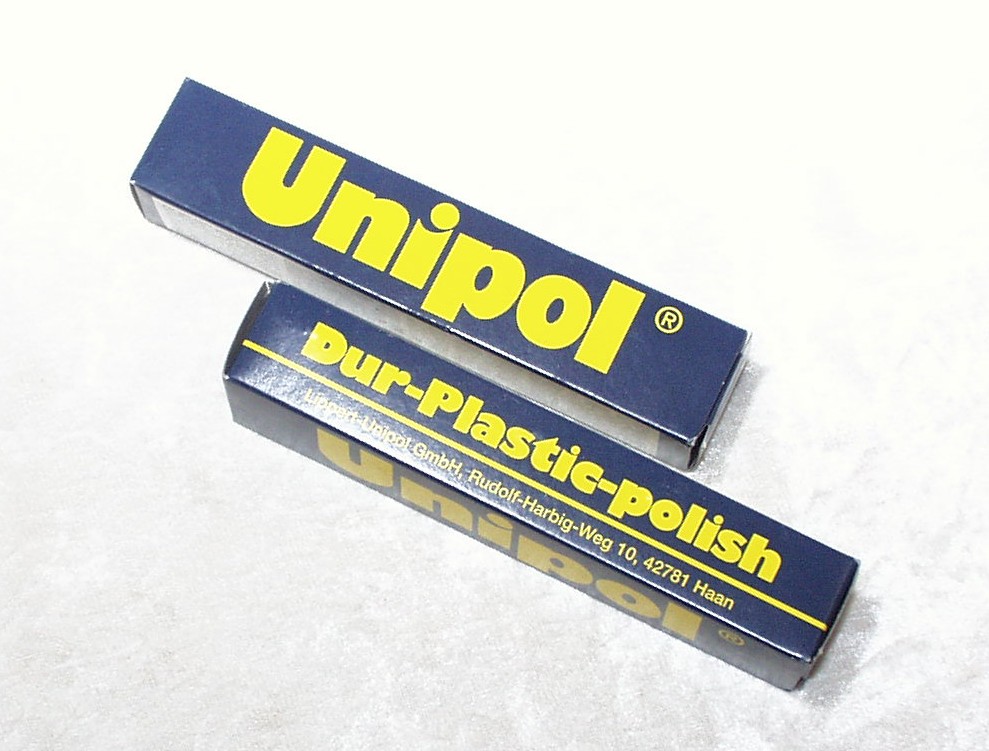 Unipol®
Dur-Plastic-polish
Lippert-Unipol GmbH, Rudolf-Harbig-Weg 10, 42781 Haan
Unipol®